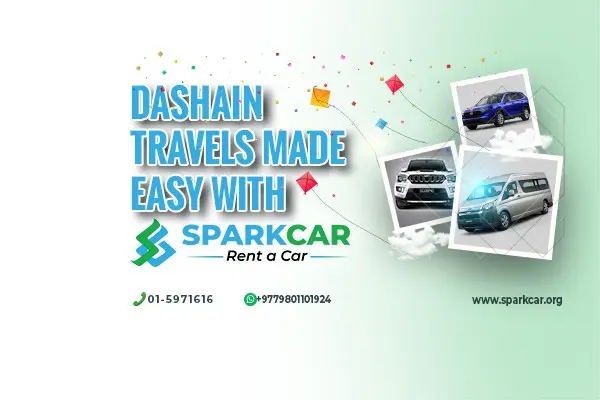 DASHAIN
TRAVELS MADE
EASY WITH
SPARKCAR
Rent a Car
01-5971616
+9779801101924
www.sparkcar.org